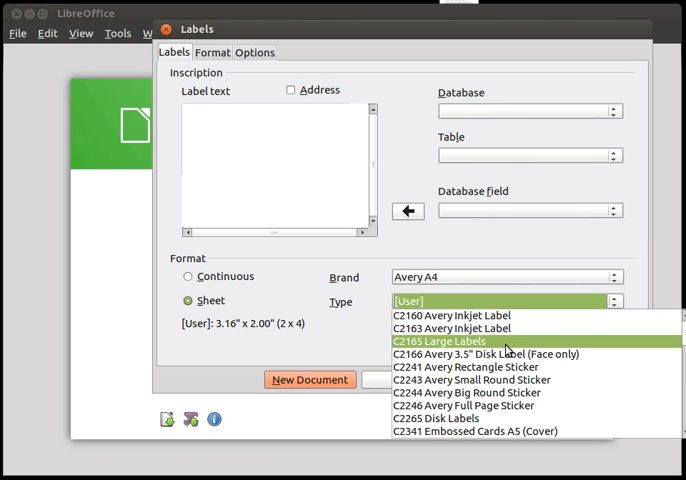 LibreOffice
File Edit View Tools W
Labels
Labels Format Options
Inscription
Label text
Address
Database
Table
Database field
Format
Continuous
Brand
Avery A4
Sheet
Type
[User]
[User]: 3.16" x 2.00" (2 x 4)
C2160 Avery Inkjet Label
C2163 Avery Inkjet Label
C2165 Large Labels
C2166 Avery 3.5" Disk Label (Face only)
C2241 Avery Rectangle Sticker
C2243 Avery Small Round Sticker
C2244 Avery Big Round Sticker
C2246 Avery Full Page Sticker
C2265 Disk Labels
C2341 Embossed Cards A5 (Cover)
New Document